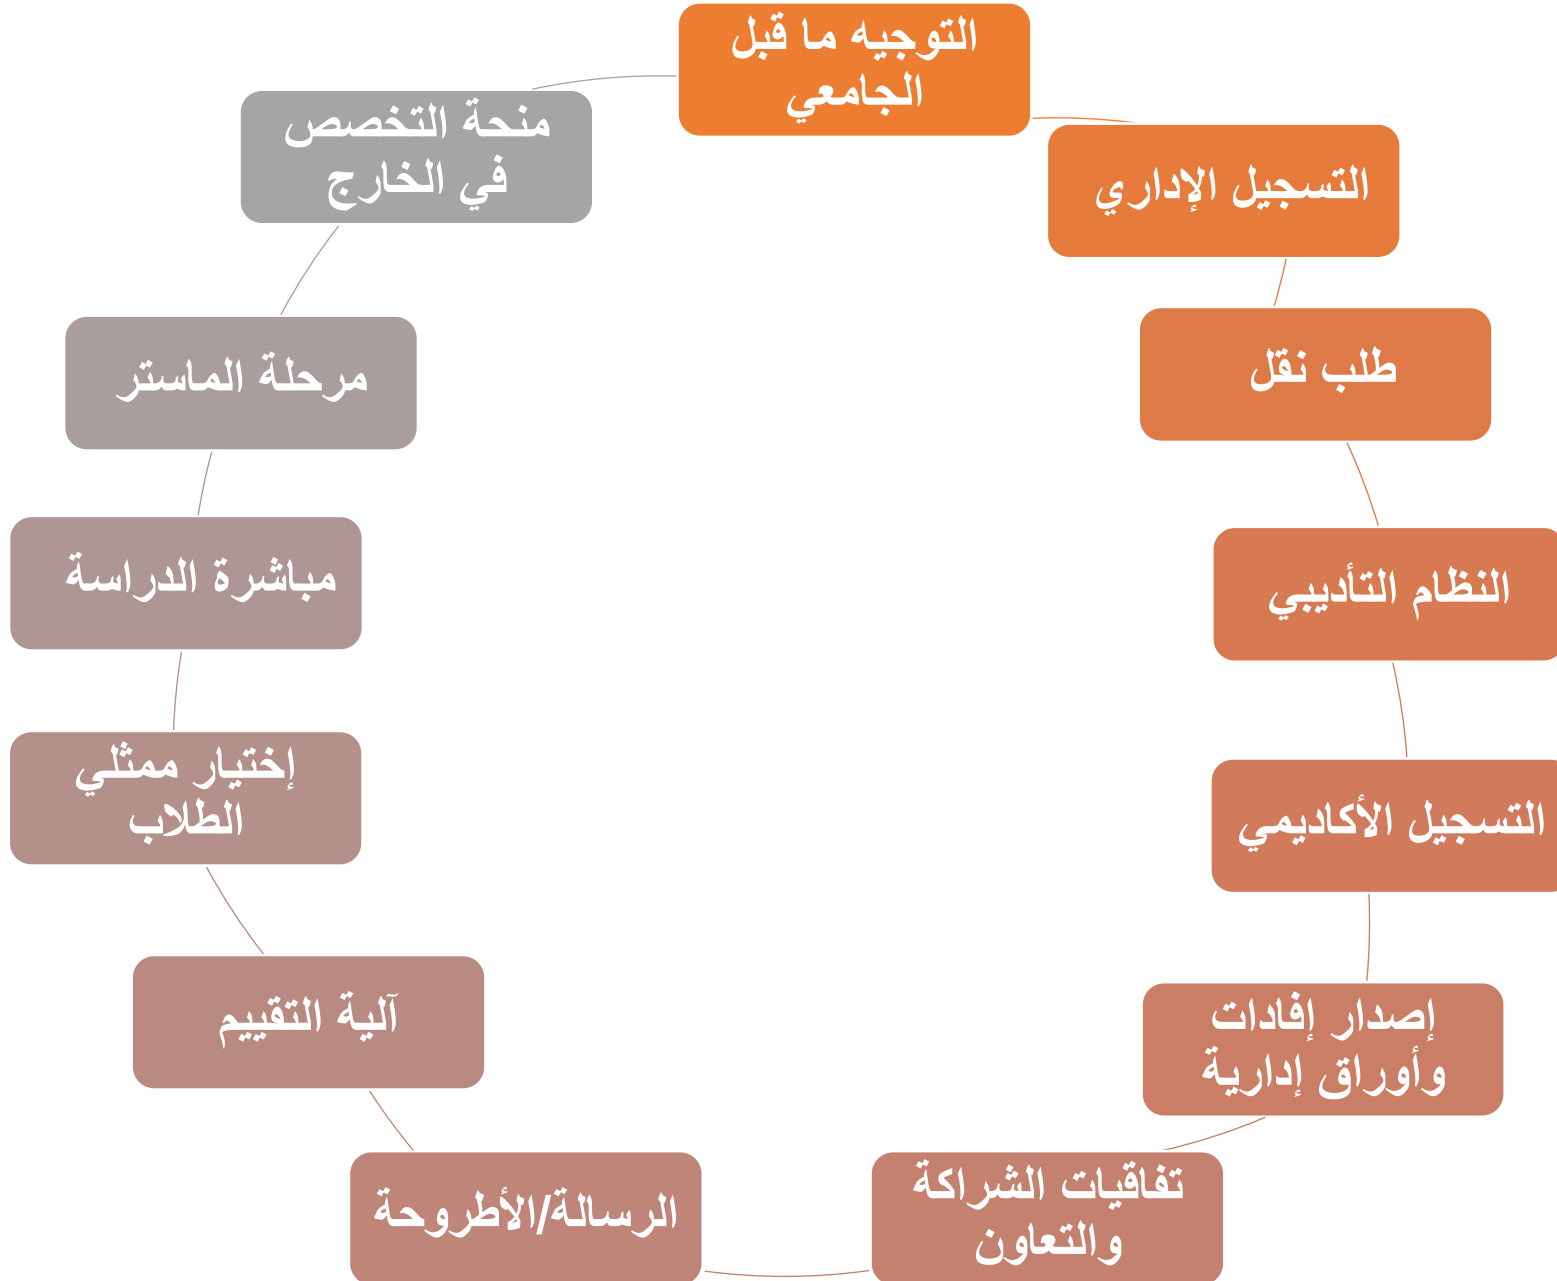 التوجيه ما قبل
الجامعي
التسجيل الإداري
طلب نقل
النظام التأديبي
التسجيل الأكاديمي
إصدار إفادات
وأوراق إدارية
تفاقيات الشراكة
والتعاون
الرسالة/الأطروحة
آلية التقييم
إختيار ممثلي
الطلاب
مباشرة الدراسة
مرحلة الماستر
منحة التخصص
في الخارج